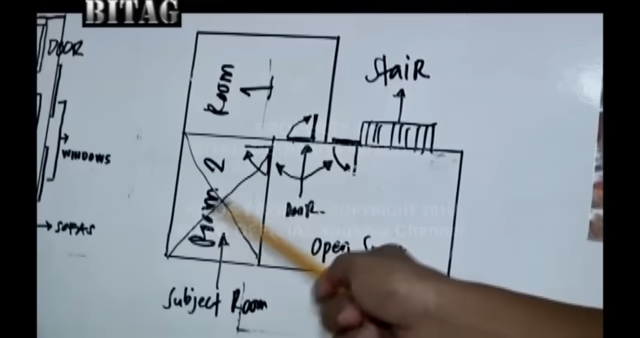 BITAG
DOOR
WINDOWS
SOFAS
Room
1
Stair
Room 2
DOOR
Open
Subject Room